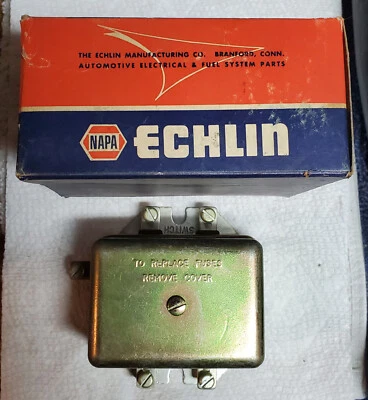 THE ECHLIN MANUFACTURING CO. BRANFORD, CONN.
AUTOMOTIVE ELECTRICAL & FUEL SYSTEM PARTS
NAPA ECHLIN
SWITCH
TO REPLACE FUSES
REMOVE COVER